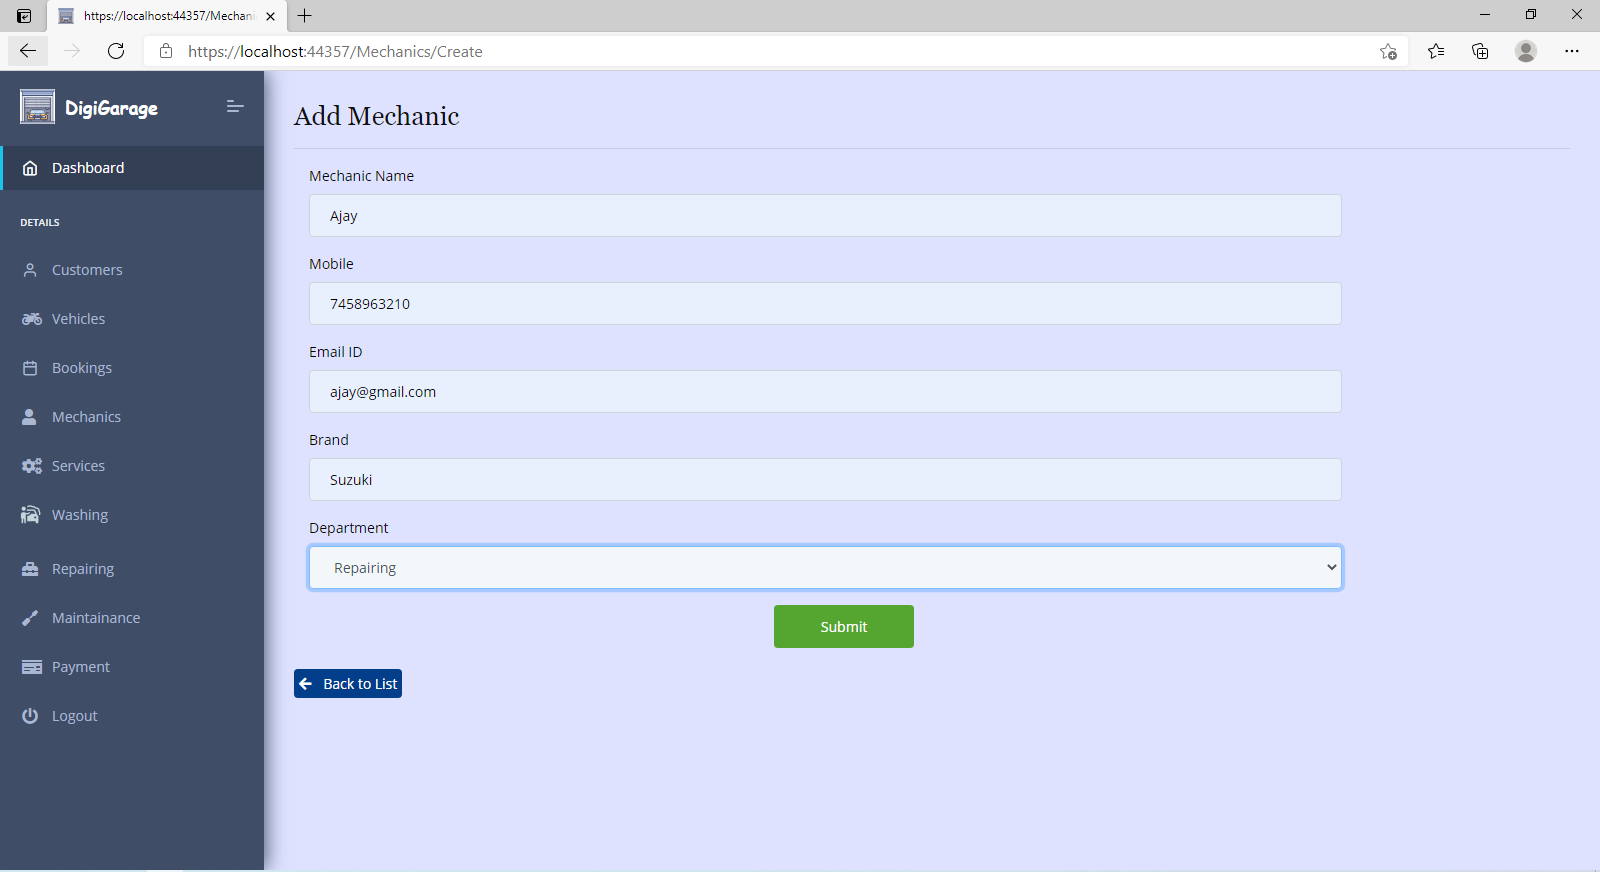 https://localhost:44357/Mechani
https://localhost:44357/Mechanics/Create
DigiGarage
Dashboard
DETAILS
Customers
Vehicles
Bookings
Mechanics
Services
Washing
Repairing
Maintainance
Payment
Logout
Add Mechanic
Mechanic Name
Ajay
Mobile
7458963210
Email ID
ajay@gmail.com
Brand
Suzuki
Department
Repairing
Submit
Back to List